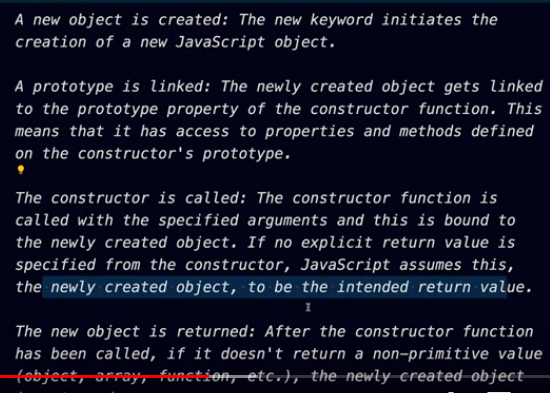 A new object is created: The new keyword initiates the
creation of a new JavaScript object.
A prototype is linked: The newly created object gets linked
to the prototype property of the constructor function. This
means that it has access to properties and methods defined
on the constructor's prototype.
The constructor is called: The constructor function is
called with the specified arguments and this is bound to
the newly created object. If no explicit return value is
specified from the constructor, JavaScript assumes this,
the newly created object, to be the intended return value.
The new object is returned: After the constructor function
has been called, if it doesn't return a non-primitive value
(object, array, function, etc.), the newly created object